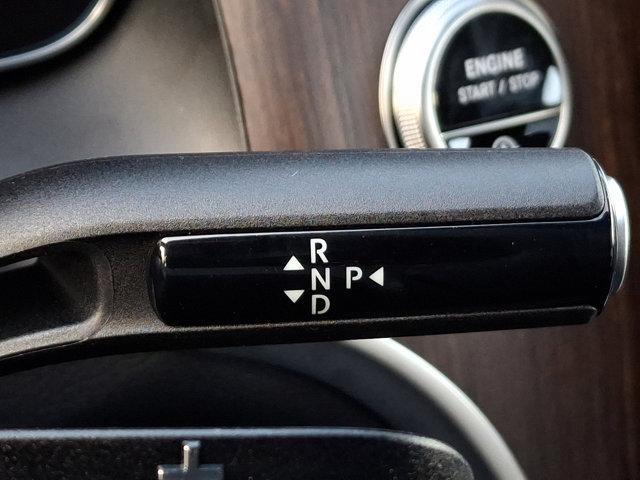 ENGINE
START / STOP
R
N P
D